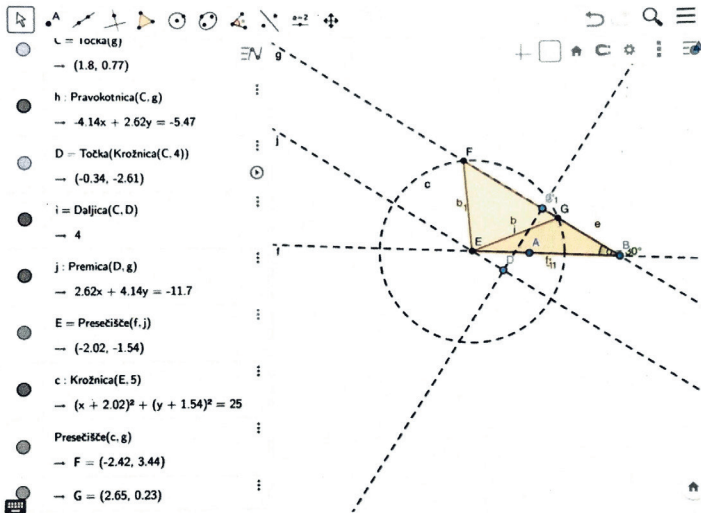 a=2
C = Točka(g)
→ (1.8, 0.77)
h : Pravokotnica(C, g)
→ -4.14x + 2.62y = -5.47
D = Točka(Krožnica(C, 4))
→ (-0.34, -2.61)
i = Daljica(C, D)
→ 4
j : Premica(D, g)
→ 2.62x + 4.14y = -11.7
E = Presečišče(f, j)
→ (-2.02, -1.54)
c : Krožnica(E, 5)
→ (x + 2.02)² + (y + 1.54)² = 25
Presečišče(c, g)
→ F = (-2.42, 3.44)
→ G = (2.65, 0.23)
g
j
f
F
c
b₁
b
G
e
E
A
B
D